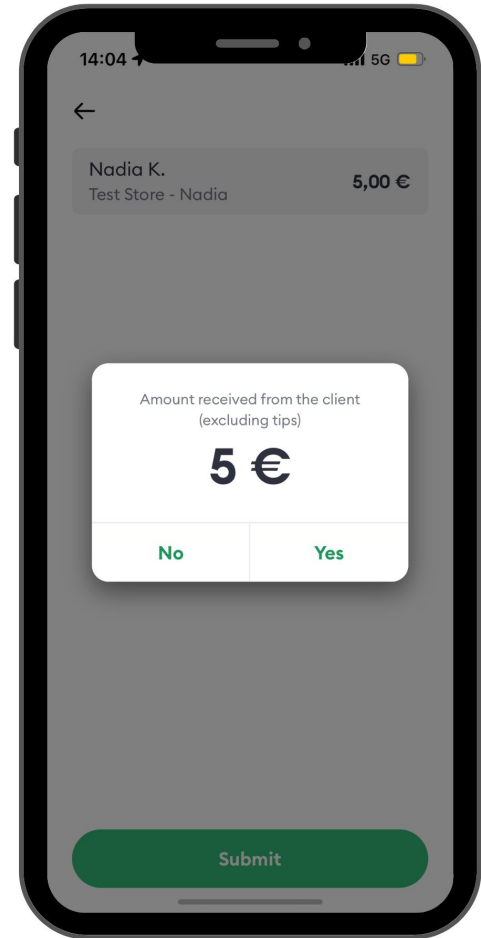 14:04
5G
Nadia K.
5,00 €
Test Store - Nadia
Amount received from the client
(excluding tips)
5 €
No
Yes
Submit